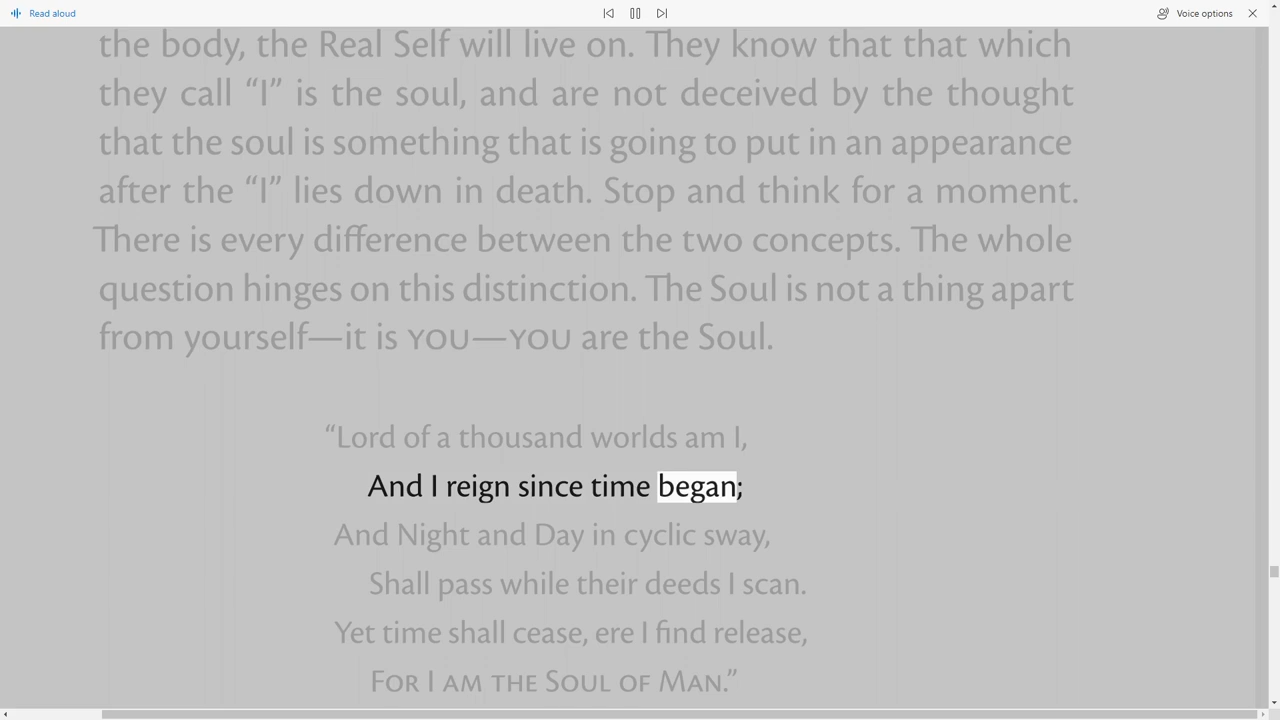 Read aloud
Voice options
the body, the Real Self will live on. They know that that which
they call “I” is the soul, and are not deceived by the thought
that the soul is something that is going to put in an appearance
after the “I” lies down in death. Stop and think for a moment.
There is every difference between the two concepts. The whole
question hinges on this distinction. The Soul is not a thing apart
from yourself—it is YOU—YOU are the Soul.
“Lord of a thousand worlds am I,
And I reign since time began;
And Night and Day in cyclic sway,
Shall pass while their deeds I scan.
Yet time shall cease, ere I find release,
For I am the Soul of Man.”